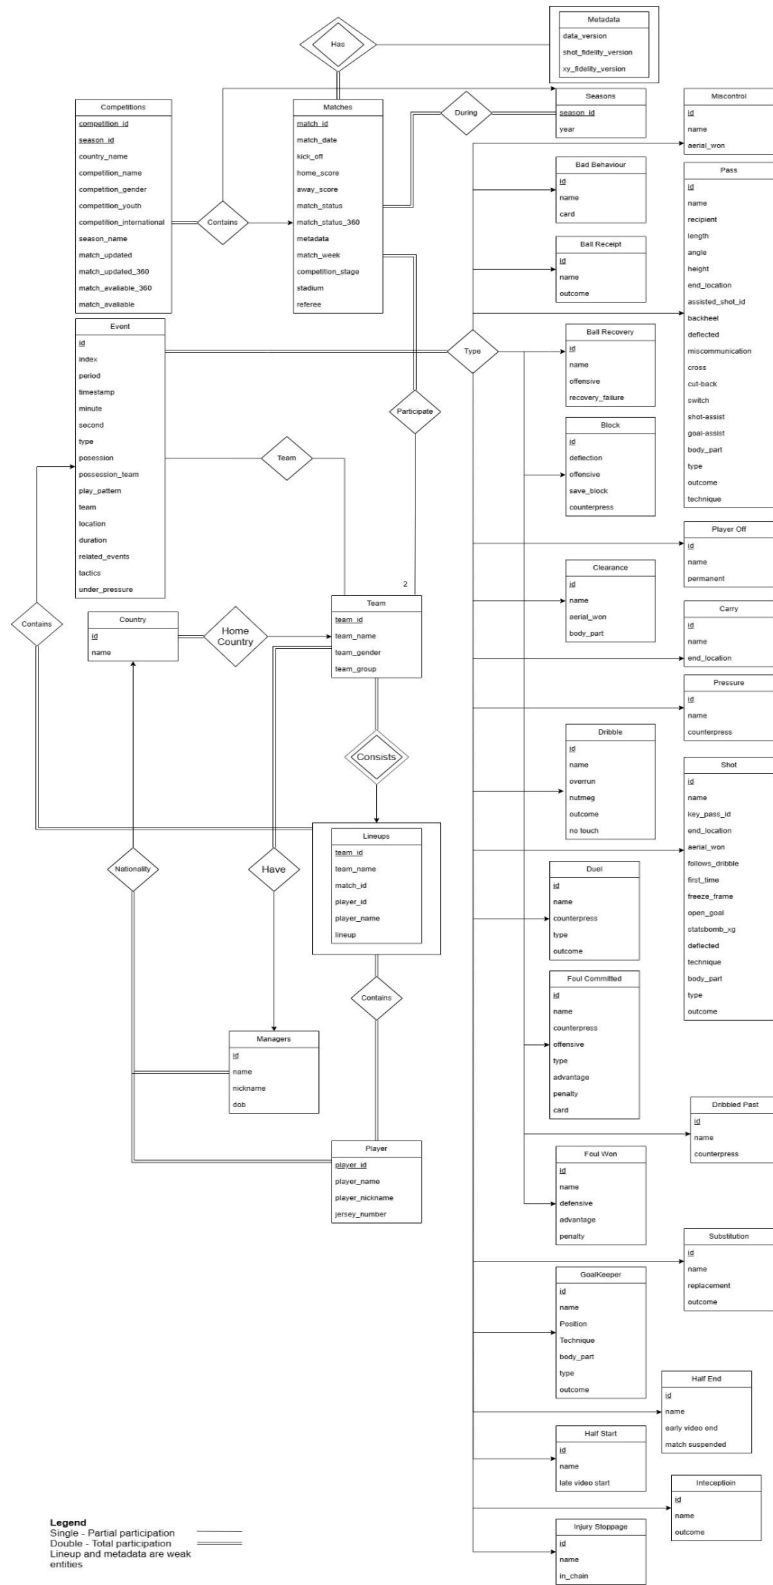 Has
Metadata
data_version
shot_fidelity_version
xy_fidelity_version
Competitions
competition_id
season_id
country_name
competition_name
competition_gender
competition_youth
competition_international
season_name
match_updated
match_updated_360
match_avaliable_360
match_avaliable
Contains
Matches
match_id
match_date
kick_off
home_score
away_score
match_status
match_status_360
metadata
match_week
competition_stage
stadium
referee
During
Seasons
season_id
year
Miscontrol
id
name
aerial_won
Bad Behaviour
id
name
card
Ball Receipt
id
name
outcome
Pass
id
name
recipient
length
angle
height
end_location
assisted_shot_id
backheel
deflected
miscommunication
cross
cut-back
switch
shot-assist
goal-assist
body_part
type
outcome
technique
Event
id
index
period
timestamp
minute
second
type
posession
possession_team
play_pattern
team
location
duration
related_events
tactics
under_pressure
Type
Ball Recovery
id
name
offensive
recovery_failure
Participate
Team
Block
id
deflection
offensive
save_block
counterpress
Player Off
id
name
permanent
Clearance
id
name
aerial_won
body_part
2
Contains
Country
id
name
Home
Country
Team
team_id
team_name
team_gender
team_group
Carry
id
name
end_location
Pressure
id
name
counterpress
Consists
Dribble
id
name
overrun
nutmeg
outcome
no touch
Shot
id
name
key_pass_id
end_location
aerial_won
follows_dribble
first_time
freeze_frame
open_goal
statsbomb_xg
deflected
technique
body_part
type
outcome
Lineups
team_id
team_name
match_id
player_id
player_name
lineup
Nationality
Have
Duel
id
name
counterpress
type
outcome
Contains
Foul Committed
id
name
counterpress
offensive
type
advantage
penalty
card
Managers
id
name
nickname
dob
Dribbled Past
id
name
counterpress
Player
player_id
player_name
player_nickname
jersey_number
Foul Won
id
name
defensive
advantage
penalty
Substitution
id
name
replacement
outcome
GoalKeeper
id
name
Position
Technique
body_part
type
outcome
Half End
id
name
early video end
match suspended
Half Start
id
name
late video start
Inteceptioin
id
name
outcome
Injury Stoppage
id
name
in_chain
Legend
Single - Partial participation
Double - Total participation
Lineup and metadata are weak
entities